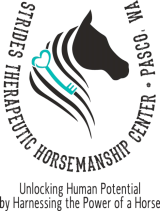 STRIDES THERAPEUTIC HORSEMANSHIP CENTER • PASCO, WA
Unlocking Human Potential
by Harnessing the Power of a Horse